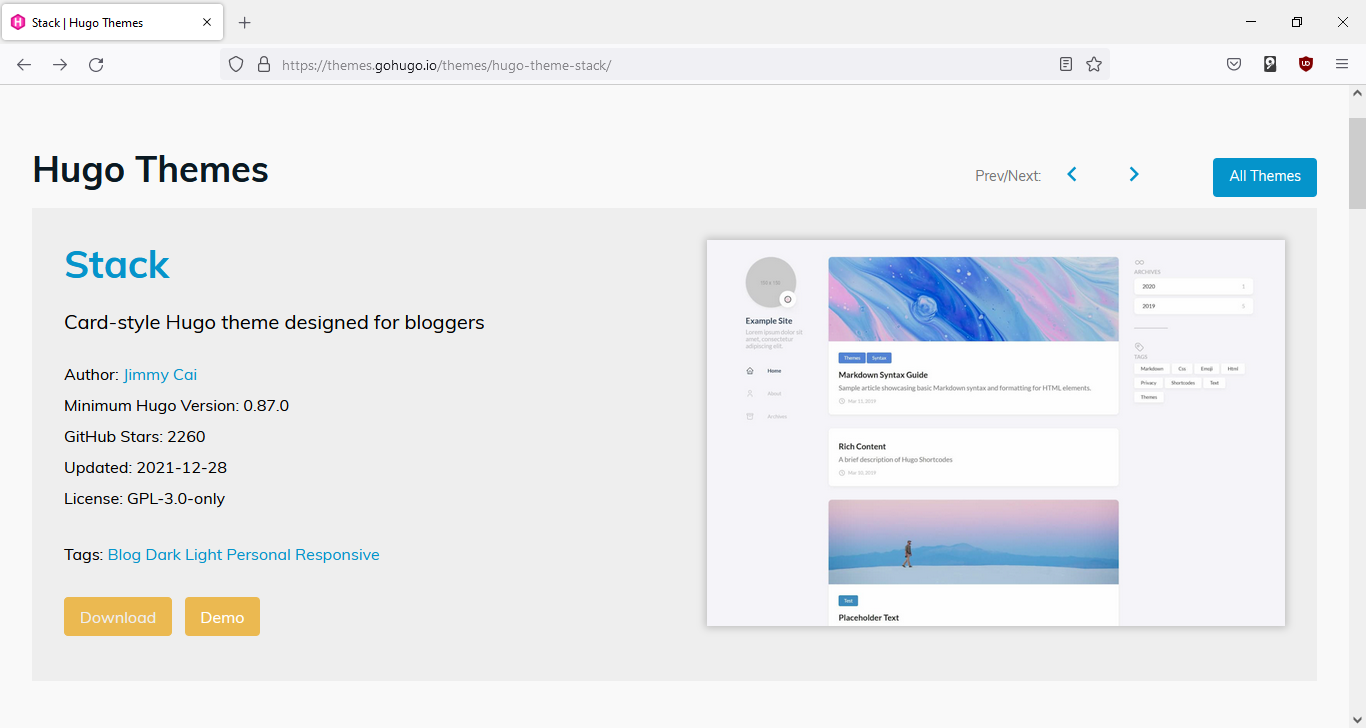 Stack | Hugo Themes
https://themes.gohugo.io/themes/hugo-theme-stack/
Hugo Themes
Prev/Next:
All Themes
Stack
Card-style Hugo theme designed for bloggers
Author: Jimmy Cai
Minimum Hugo Version: 0.87.0
GitHub Stars: 2260
Updated: 2021-12-28
License: GPL-3.0-only
Tags: Blog Dark Light Personal Responsive
Download Demo
Example Site
Lorem ipsum dolor sit
amet, consectetur
adipiscing elit.
Home
About
Archives
Themes Syntax
Markdown Syntax Guide
Sample article showcasing basic Markdown syntax and formatting for HTML elements.
Mar 11, 2019
Rich Content
A brief description of Hugo Shortcodes
Mar 10, 2019
Text
Placeholder Text
ARCHIVES
2020 1
2019
TAGS
Markdown Css Emoji Html
Privacy Shortcodes Text
Themes